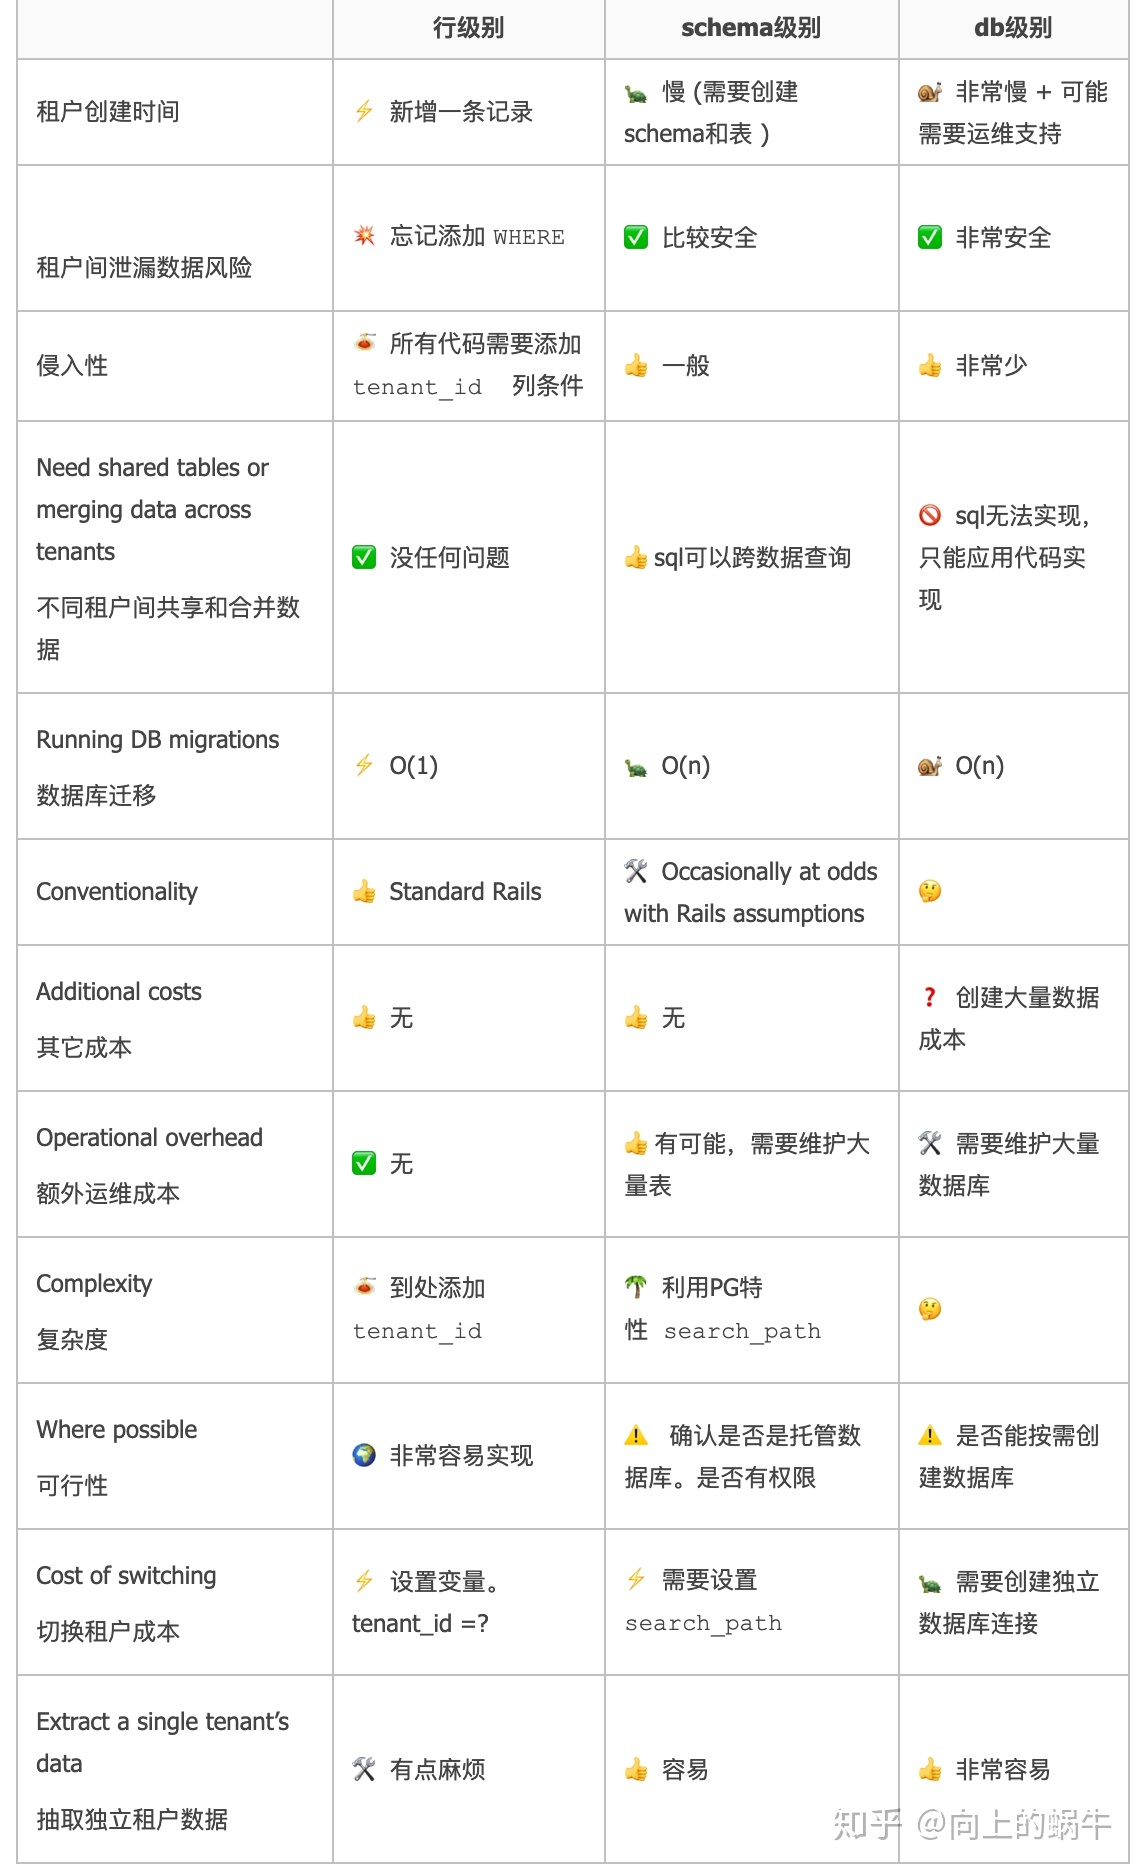 行级别
schema级别
db级别
租户创建时间
⚡ 新增一条记录
🐢 慢 (需要创建
schema和表 )
🐌 非常慢 + 可能
需要运维支持
租户间泄漏数据风险
💥 忘记添加 WHERE
✅ 比较安全
✅ 非常安全
侵入性
🍝 所有代码需要添加
tenant_id 列条件
👍 一般
👍 非常少
Need shared tables or
merging data across
tenants
不同租户间共享和合并数
据
✅ 没任何问题
👍sql可以跨数据查询
🚫 sql无法实现，
只能应用代码实
现
Running DB migrations
数据库迁移
⚡ O(1)
🐢 O(n)
🐌 O(n)
Conventionality
👍 Standard Rails
🛠 Occasionally at odds
with Rails assumptions
🤔
Additional costs
其它成本
👍 无
👍 无
❓ 创建大量数据
成本
Operational overhead
额外运维成本
✅ 无
👍有可能，需要维护大
量表
🛠 需要维护大量
数据库
Complexity
复杂度
🍝 到处添加
tenant_id
🌴 利用PG特
性 search_path
🤔
Where possible
可行性
🌍 非常容易实现
⚠️ 确认是否是托管数
据库。是否有权限
⚠️ 是否能按需创
建数据库
Cost of switching
切换租户成本
⚡ 设置变量。
tenant_id =?
⚡ 需要设置
search_path
🐢 需要创建独立
数据库连接
Extract a single tenant’s
data
抽取独立租户数据
🛠 有点麻烦
👍 容易
👍 非常容易
知乎 @向上的蜗牛